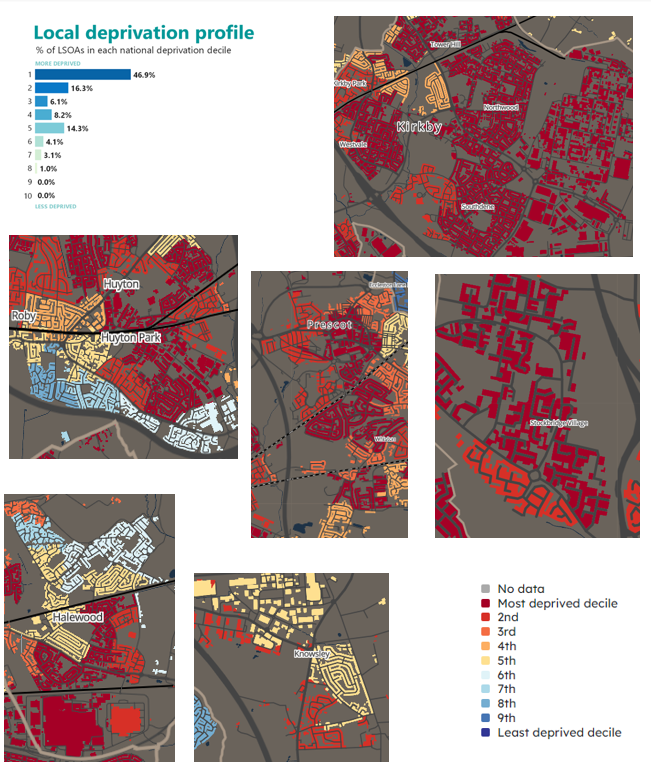 Local deprivation profile
% of LSOAs in each national deprivation decile
MORE DEPRIVED
1 46.9%
2 16.3%
3 6.1%
4 8.2%
5 14.3%
6 4.1%
7 3.1%
8 1.0%
9 0.0%
10 0.0%
LESS DEPRIVED
Tower Hill
Kirkby Park
Northwood
Kirkby
Westvale
Southdene
Huyton
Roby
Huyton Park
Eccleston Lane
Prescot
Whiston
Stockbridge Village
Halewood
Knowsley
No data
Most deprived decile
2nd
3rd
4th
5th
6th
7th
8th
9th
Least deprived decile